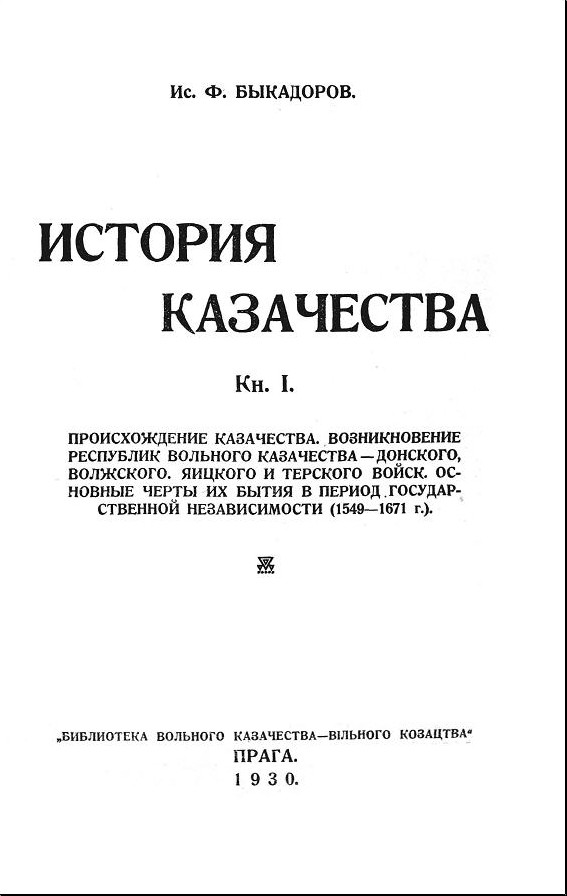 Ис. Ф. БЫКАДОРОВ.
ИСТОРИЯ
КАЗАЧЕСТВА
Кн. I.
ПРОИСХОЖДЕНИЕ КАЗАЧЕСТВА. ВОЗНИКНОВЕНИЕ
РЕСПУБЛИК ВОЛЬНОГО КАЗАЧЕСТВА—ДОНСКОГО,
ВОЛЖСКОГО. ЯИЦКОГО И ТЕРСКОГО ВОЙСК. ОС-
НОВНЫЕ ЧЕРТЫ ИХ БЫТИЯ В ПЕРИОД ГОСУДАР-
СТВЕННОЙ НЕЗАВИСИМОСТИ (1549—1671 г.).
„БИБЛИОТЕКА ВОЛЬНОГО КАЗАЧЕСТВА—ВІЛЬНОГО КОЗАЦТВА“
ПРАГА.
1930.